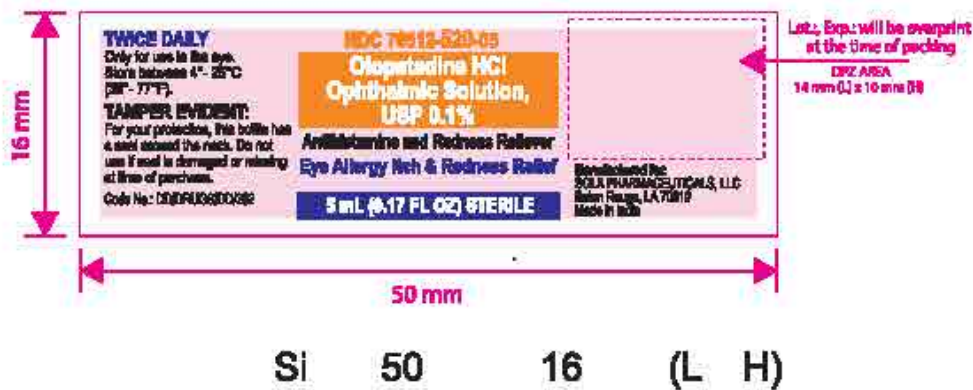 TWICE DAILY
Only for use in the eye.
Store between 4°- 25°C
(39°- 77°F).
TAMPER EVIDENT:
For your protection, this bottle has
a seal around the neck. Do not
use if seal is damaged or missing
at time of purchase.
Code No.:
NDC
Olopatadine HCl
Ophthalmic Solution,
USP 0.1%
Antihistamine and Redness Reliever
Eye Allergy Itch & Redness Relief
5 mL (0.17 FL OZ) STERILE
Manufactured for:
SOLA PHARMACEUTICALS, LLC
Baton Rouge, LA
Made in India
Lot:, Exp.: will be overprint
at the time of packing
OPZ AREA
14 mm (L) x 10 mm (H)
16 mm
50 mm
Si 50 16 (L H)